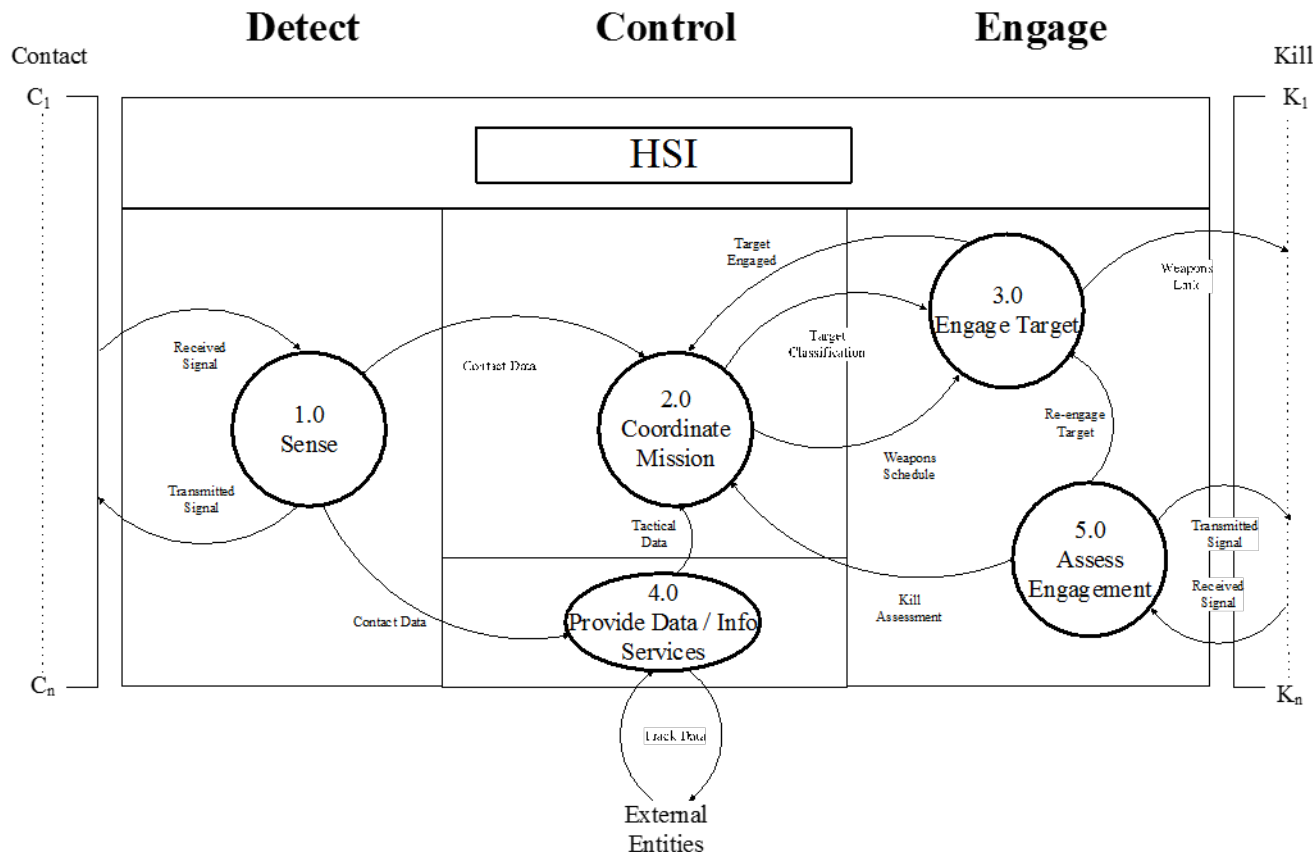 Detect
Control
Engage
Contact
Kill
C1
K1
HSI
Target
Engaged
3.0
Engage Target
Weapons
Link
Received
Signal
Contact Data
Target
Classification
1.0
Sense
2.0
Coordinate
Mission
Re-engage
Target
Weapons
Schedule
Transmitted
Signal
Tactical
Data
5.0
Assess
Engagement
Transmitted
Signal
Received
Signal
4.0
Provide Data / Info
Services
Contact Data
Kill
Assessment
Cn
Kn
Track Data
External
Entities